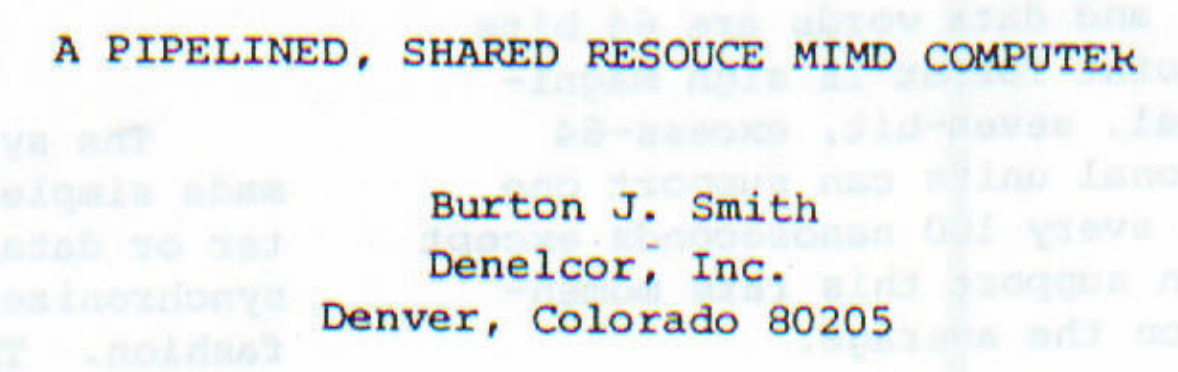 A PIPELINED, SHARED RESOUCE MIMD COMPUTER
Burton J. Smith
Denelcor, Inc.
Denver, Colorado 80205